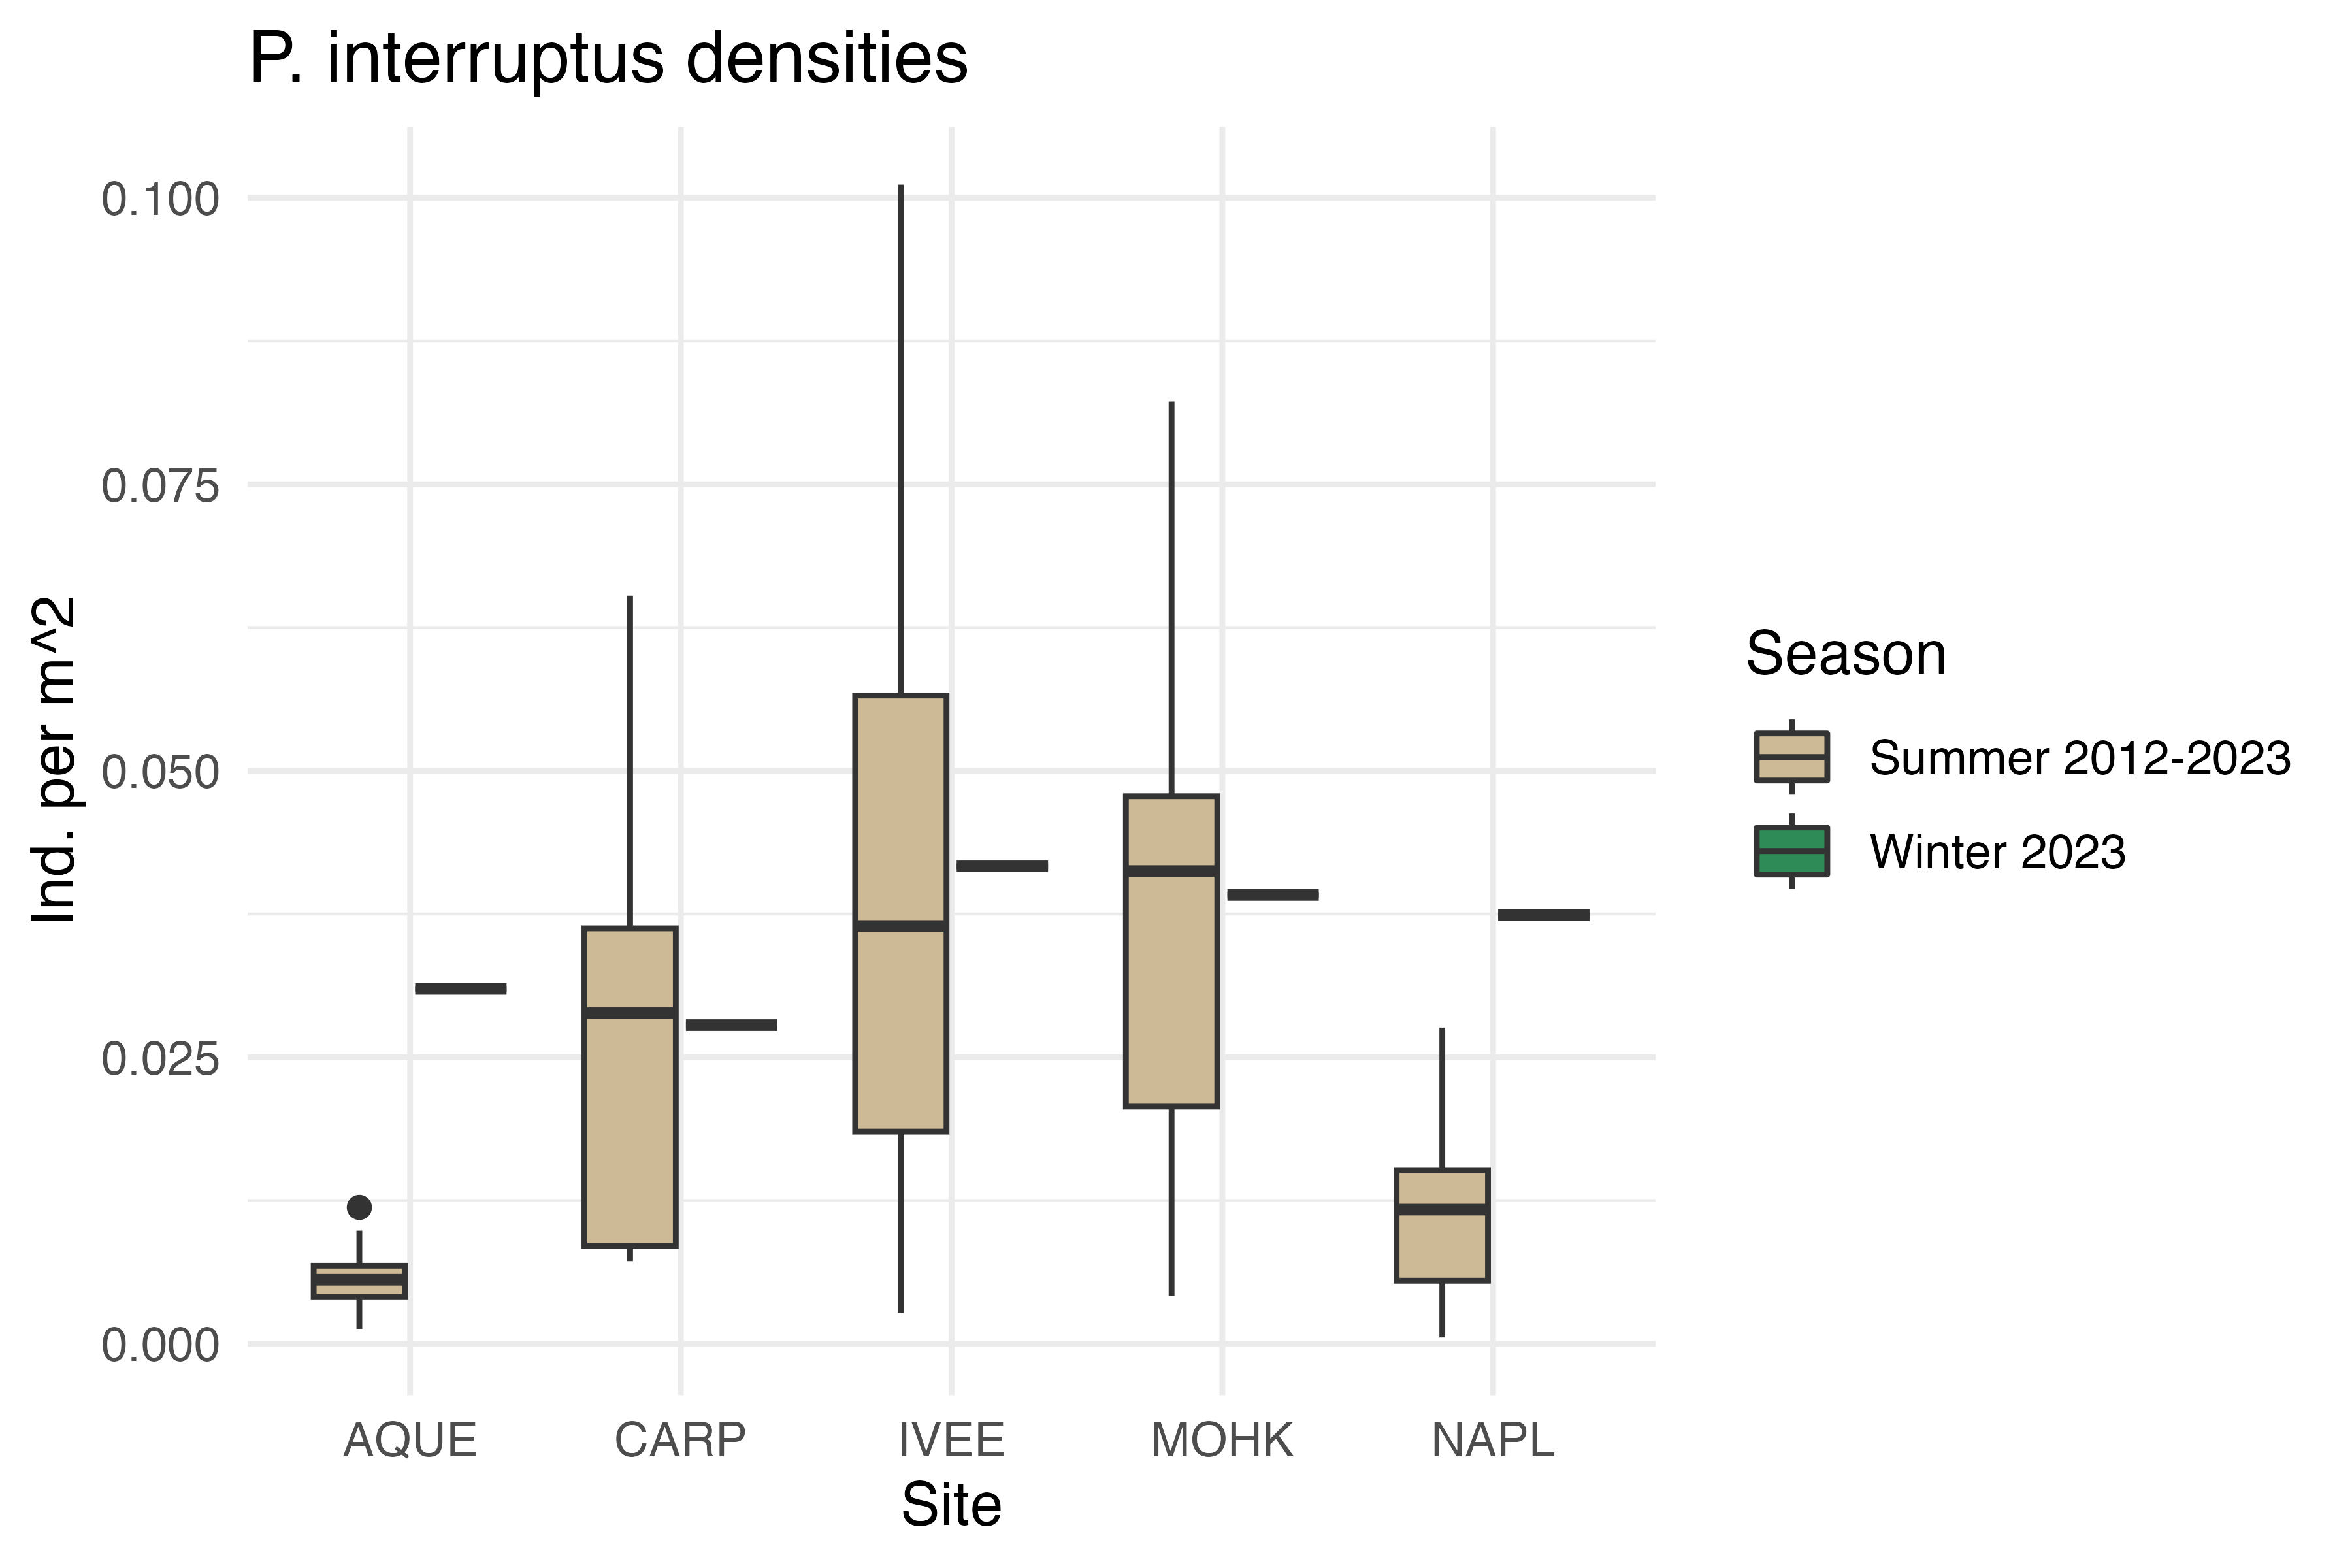 P. interruptus densities
0.100
0.075
0.050
0.025
0.000
Ind. per m^2
AQUE CARP IVEE MOHK NAPL
Site
Season
Summer 2012-2023
Winter 2023